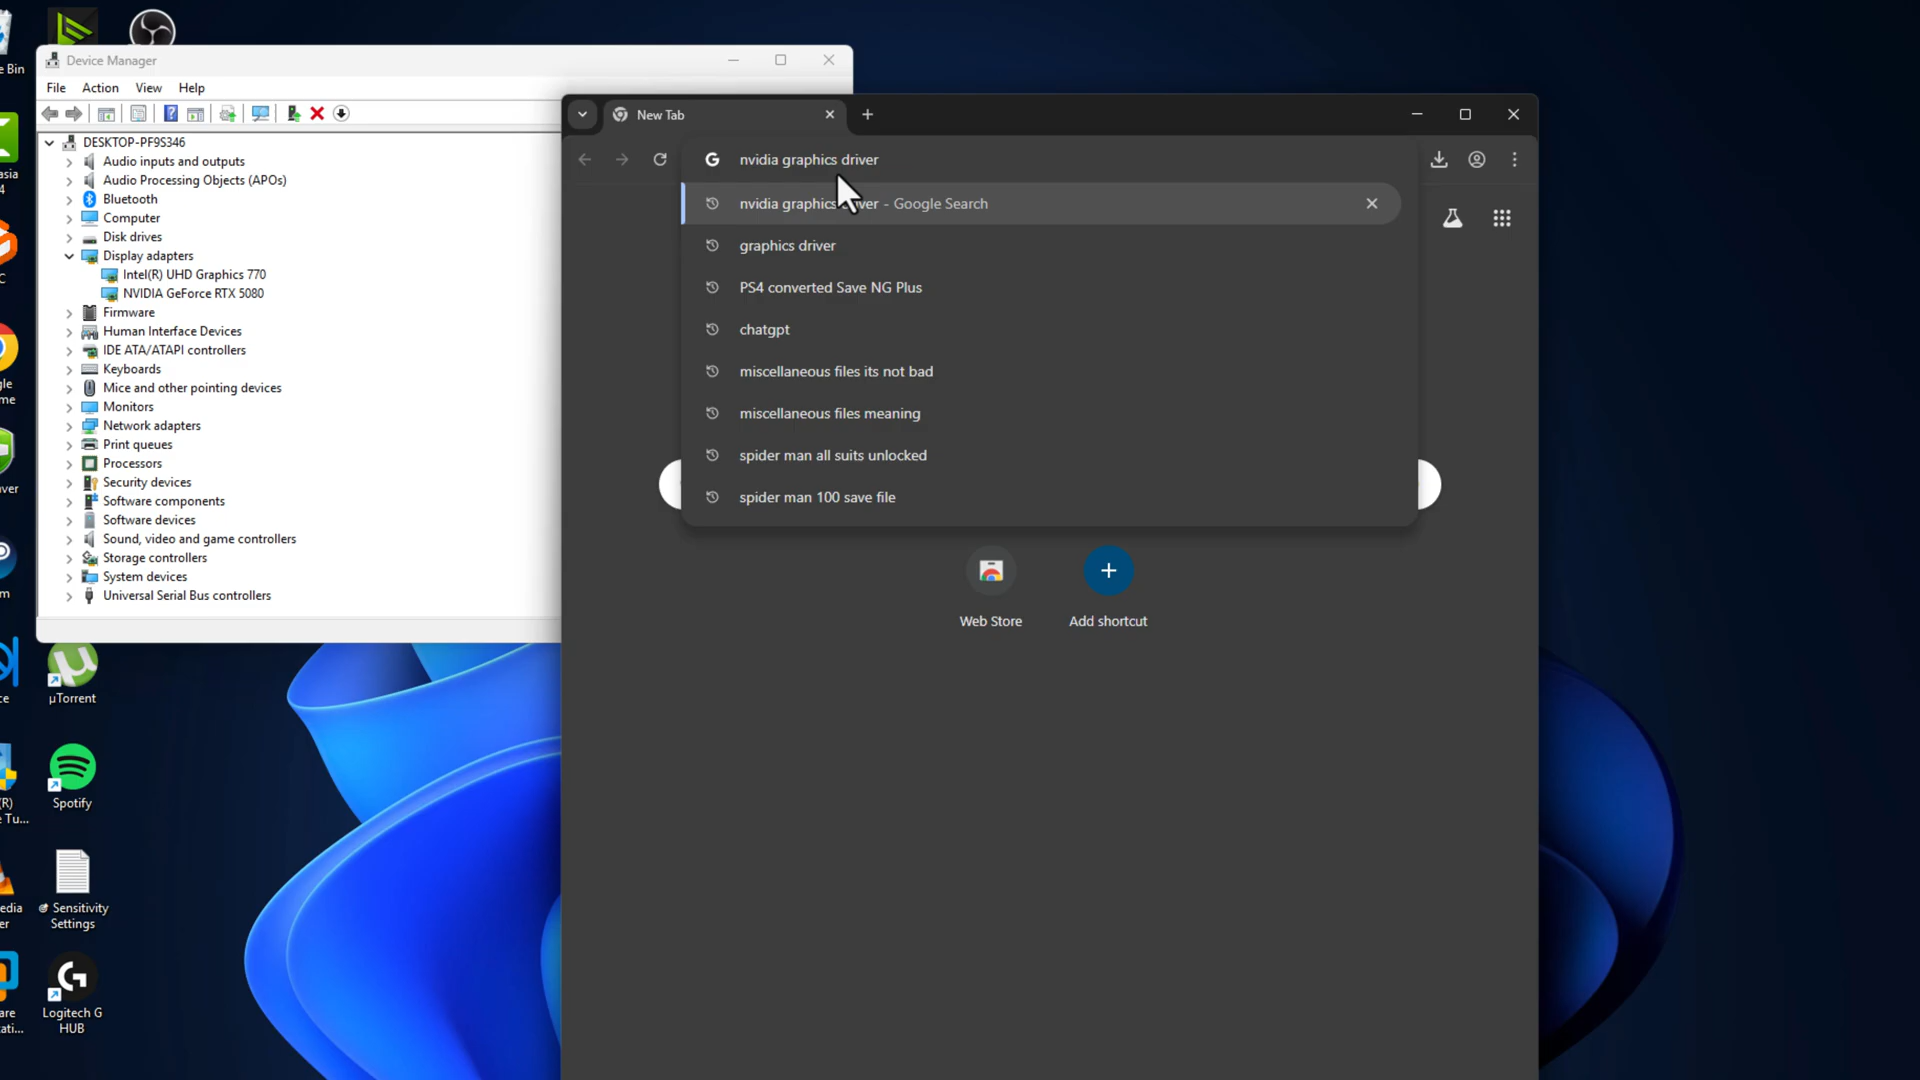 e Bin
Device Manager
File Action View Help
DESKTOP-PF9S346
Audio inputs and outputs
Audio Processing Objects (APOs)
Bluetooth
Computer
Disk drives
Display adapters
Intel(R) UHD Graphics 770
NVIDIA GeForce RTX 5080
Firmware
Human Interface Devices
IDE ATA/ATAPI controllers
Keyboards
Mice and other pointing devices
Monitors
Network adapters
Print queues
Processors
Security devices
Software components
Software devices
Sound, video and game controllers
Storage controllers
System devices
Universal Serial Bus controllers
New Tab
nvidia graphics driver
nvidia graphics driver - Google Search
graphics driver
PS4 converted Save NG Plus
chatgpt
miscellaneous files its not bad
miscellaneous files meaning
spider man all suits unlocked
spider man 100 save file
Web Store
Add shortcut
asia
4
C
gle
me
ver
m
ce
µTorrent
(R)
e Tu...
Spotify
edia
er
Sensitivity
Settings
are
ati...
Logitech G
HUB